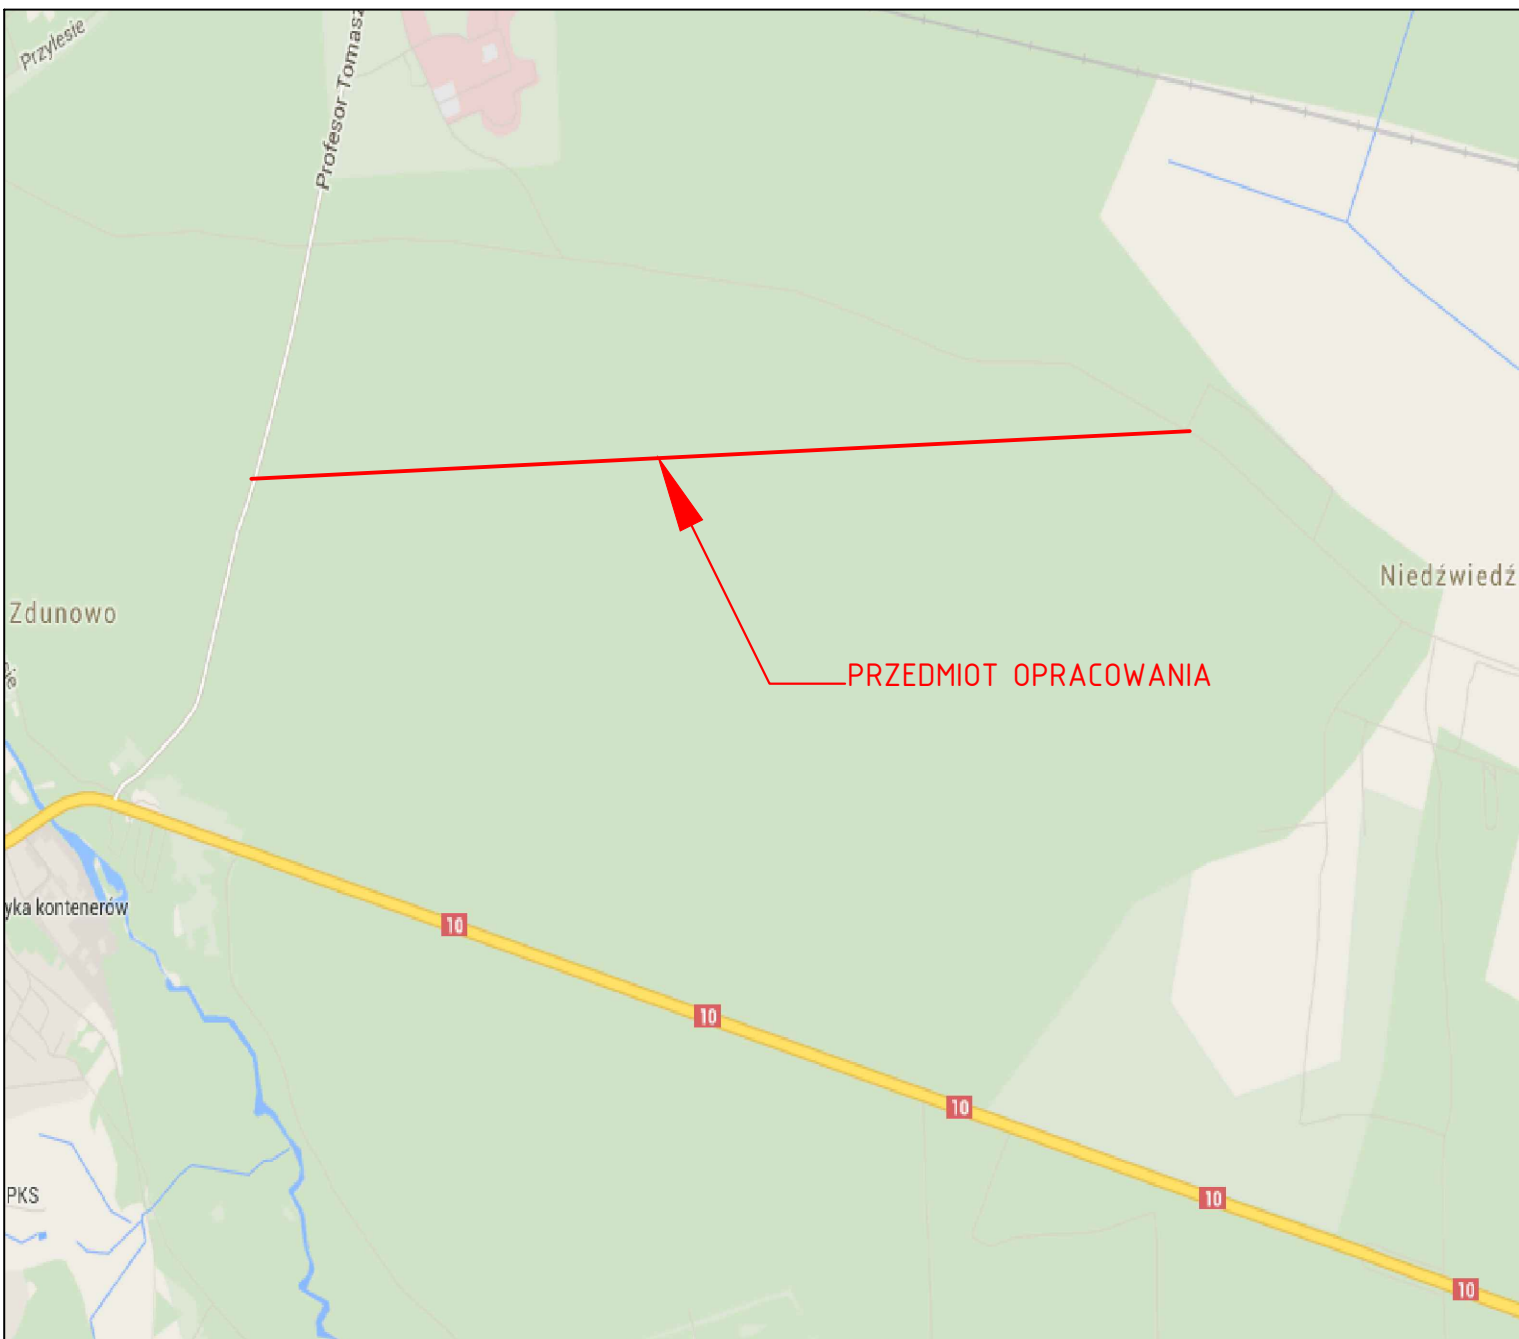 Przylesie
Profesor Tomasz
Niedźwiedź
Zdunowo
PRZEDMIOT OPRACOWANIA
yka kontenerów
10
10
10
10
10
PKS